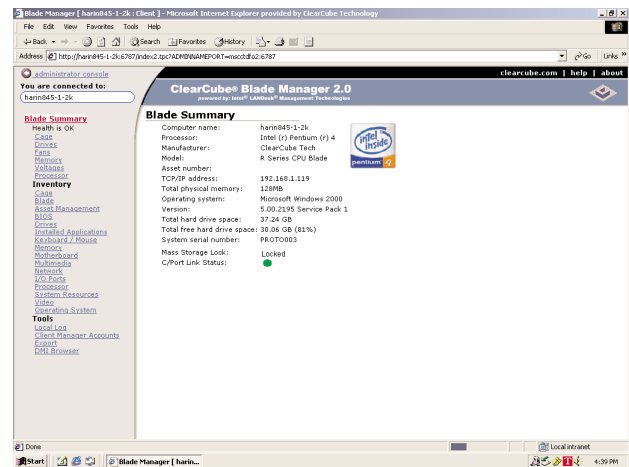 Blade Manager [ harin845-1-2k : Client ] - Microsoft Internet Explorer provided by ClearCube Technology
File Edit View Favorites Tools Help
Back Search Favorites History
Address http://harin845-1-2k:6787/index2.tpc?ADMINNAMEPORT=mscctdfo2:6787 Go Links »
administrator console
clearcube.com | help | about
You are connected to:
harin845-1-2k
ClearCube® Blade Manager 2.0
powered by: Intel® LANDesk® Management Technologies
Blade Summary
Health is OK
Cage
Drives
Fans
Memory
Voltages
Processor
Inventory
Cage
Blade
Asset Management
BIOS
Drives
Installed Applications
Keyboard / Mouse
Memory
Motherboard
Multimedia
Network
I/O Ports
Processor
System Resources
Video
Operating System
Tools
Local Log
Client Manager Accounts
Export
DMI Browser
Blade Summary
Computer name: harin845-1-2k
Processor: Intel (r) Pentium (r) 4
Manufacturer: ClearCube Tech
Model: R Series CPU Blade
Asset number:
TCP/IP address: 192.168.1.119
Total physical memory: 128MB
Operating system: Microsoft Windows 2000
Version: 5.00.2195 Service Pack 1
Total hard drive space: 37.24 GB
Total free hard drive space: 30.06 GB (81%)
System serial number: PROTO003
Mass Storage Lock: Locked
C/Port Link Status:
intel inside
pentium 4
Done
Local intranet
Start
Blade Manager [ harin...
4:39 PM